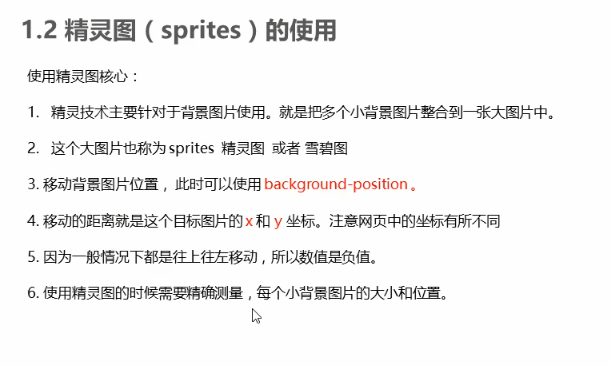 1.2 精灵图（sprites）的使用
使用精灵图核心：
1. 精灵技术主要针对于背景图片使用。就是把多个小背景图片整合到一张大图片中。
2. 这个大图片也称为 sprites 精灵图 或者 雪碧图
3. 移动背景图片位置， 此时可以使用 background-position 。
4. 移动的距离就是这个目标图片的 x 和 y 坐标。注意网页中的坐标有所不同
5. 因为一般情况下都是往上往左移动，所以数值是负值。
6. 使用精灵图的时候需要精确测量，每个小背景图片的大小和位置。